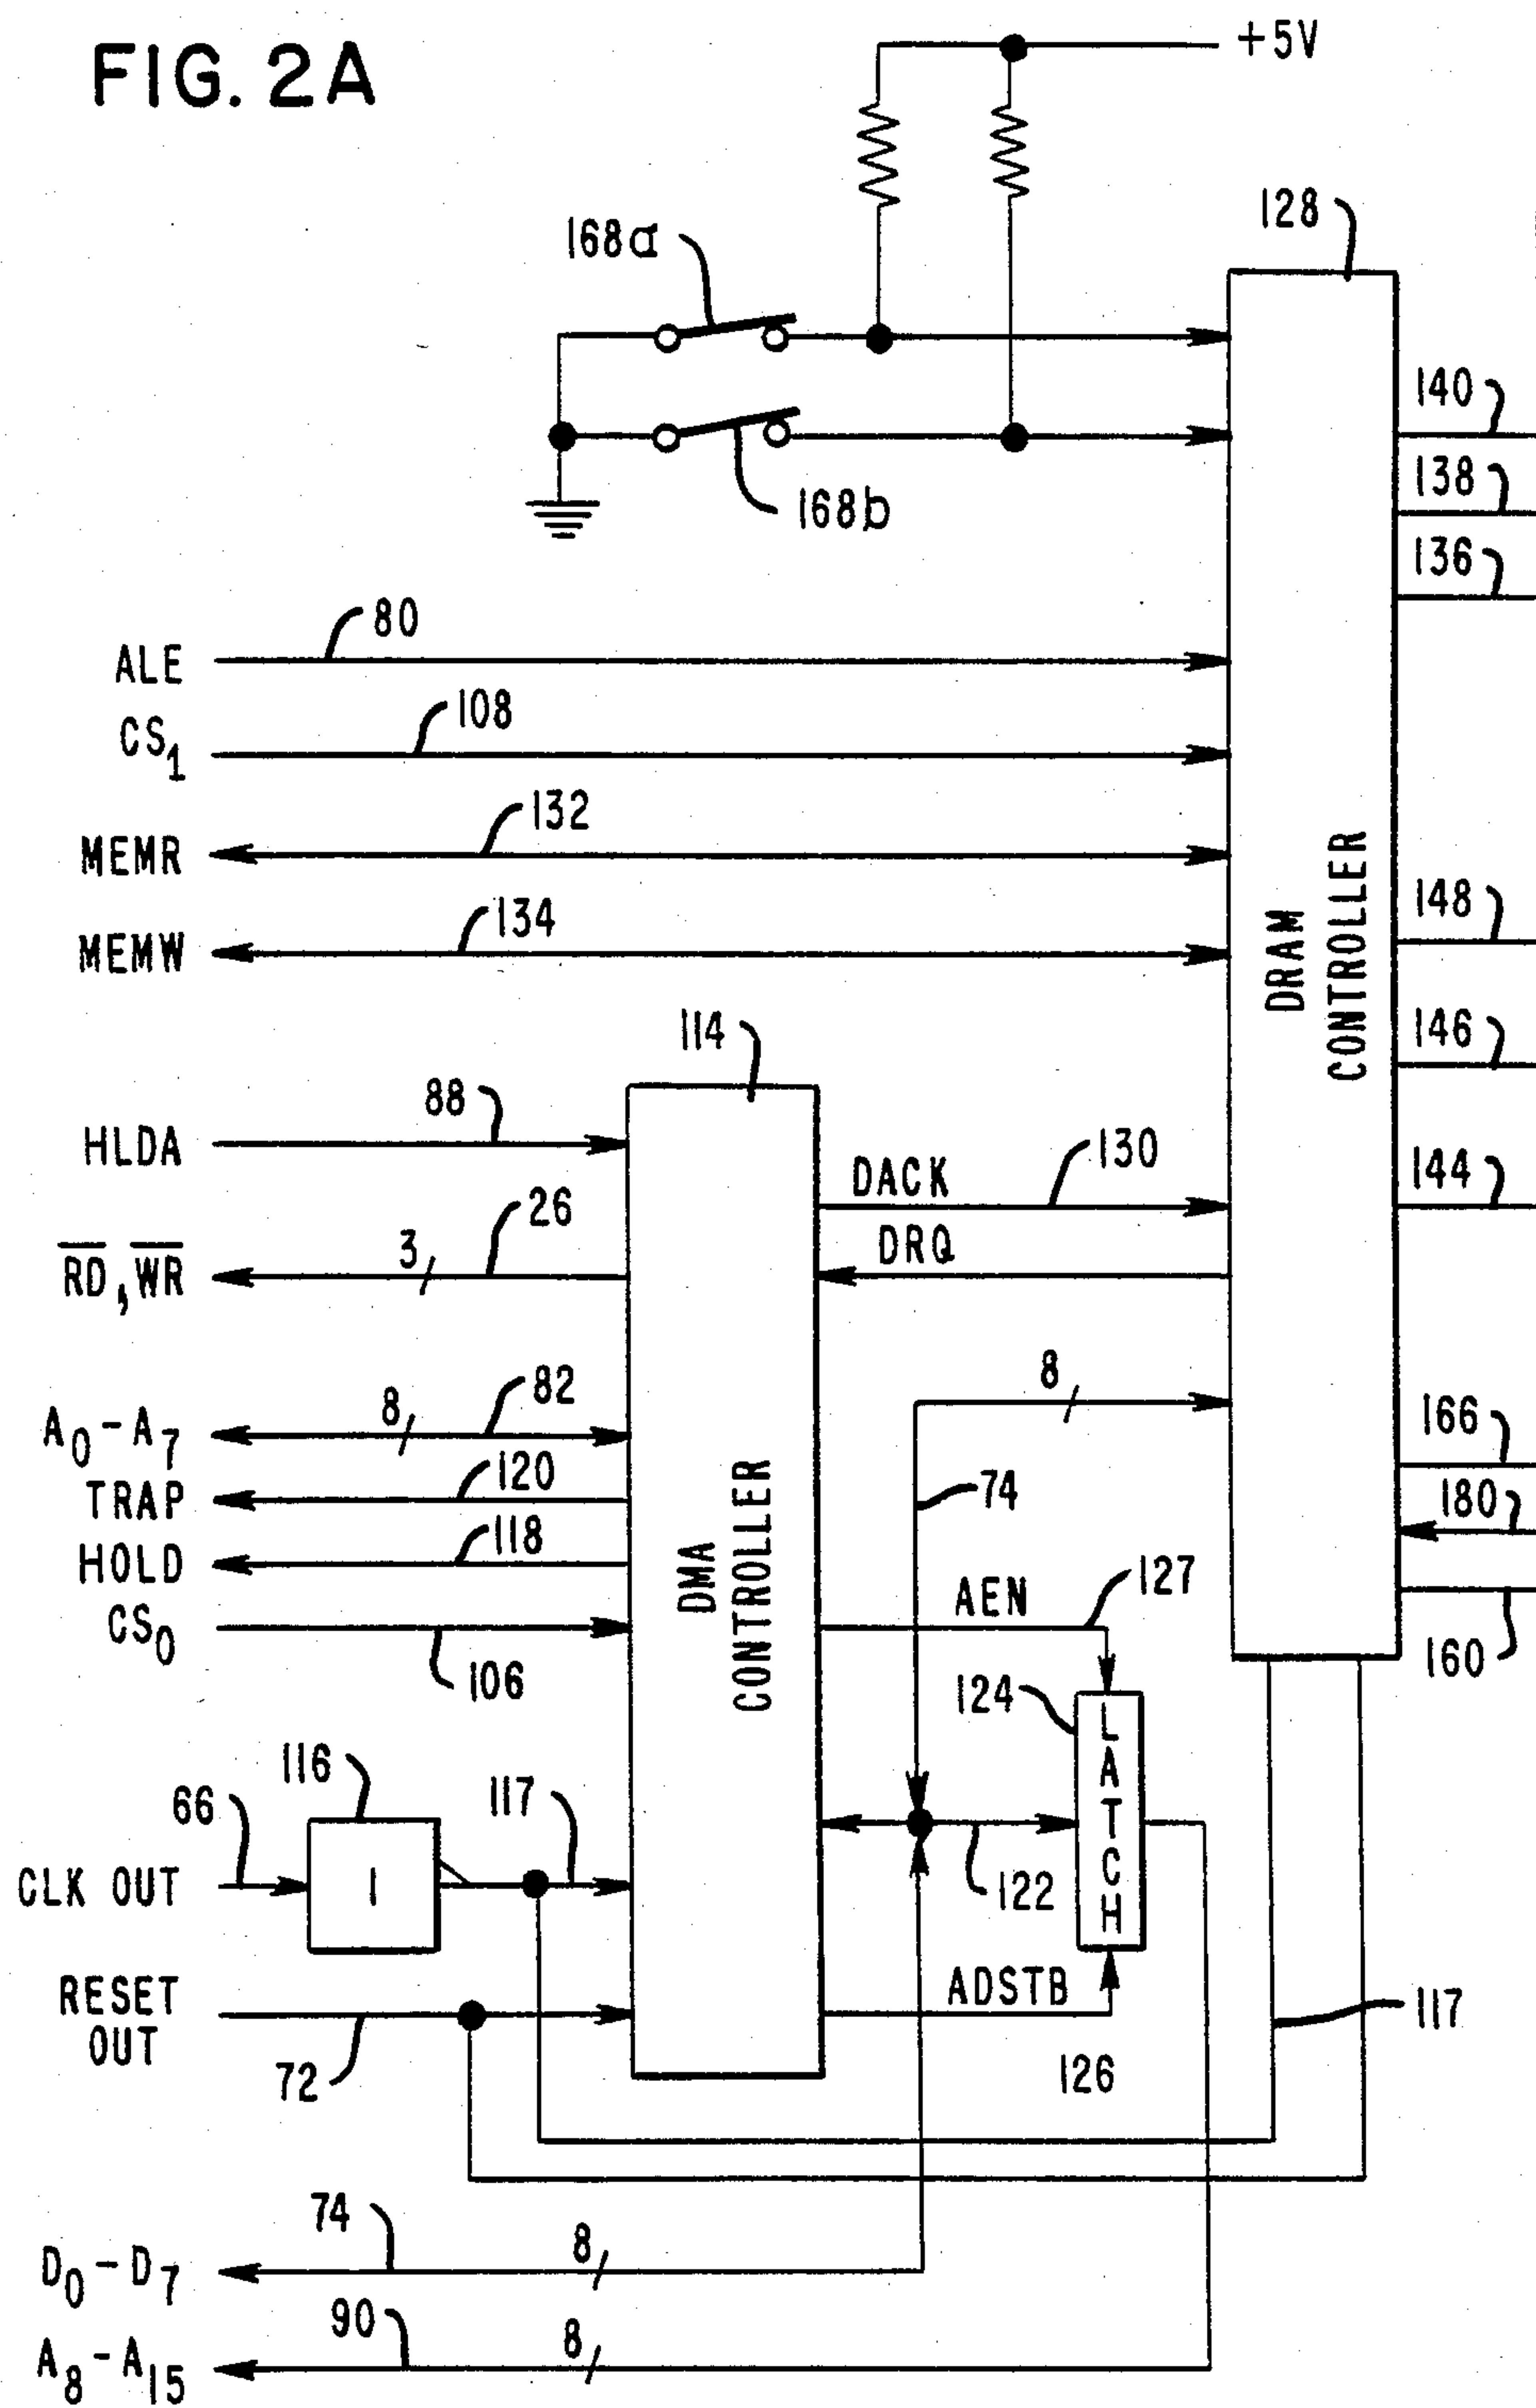 FIG. 2A
+5V
128
168a
168b
140
138
136
80
ALE
108
CS1
132
MEMR
134
MEMW
DRAM
CONTROLLER
148
146
144
114
88
HLDA
DACK
130
26
3
RD, WR
DRQ
8
82
A0-A7
8
120
TRAP
74
118
HOLD
DMA
CONTROLLER
CS0
106
AEN
127
166
180
160
124
LATCH
116
66
117
CLK OUT
I
122
RESET
OUT
72
ADSTB
126
117
74
8
D0-D7
90
8
A8-A15